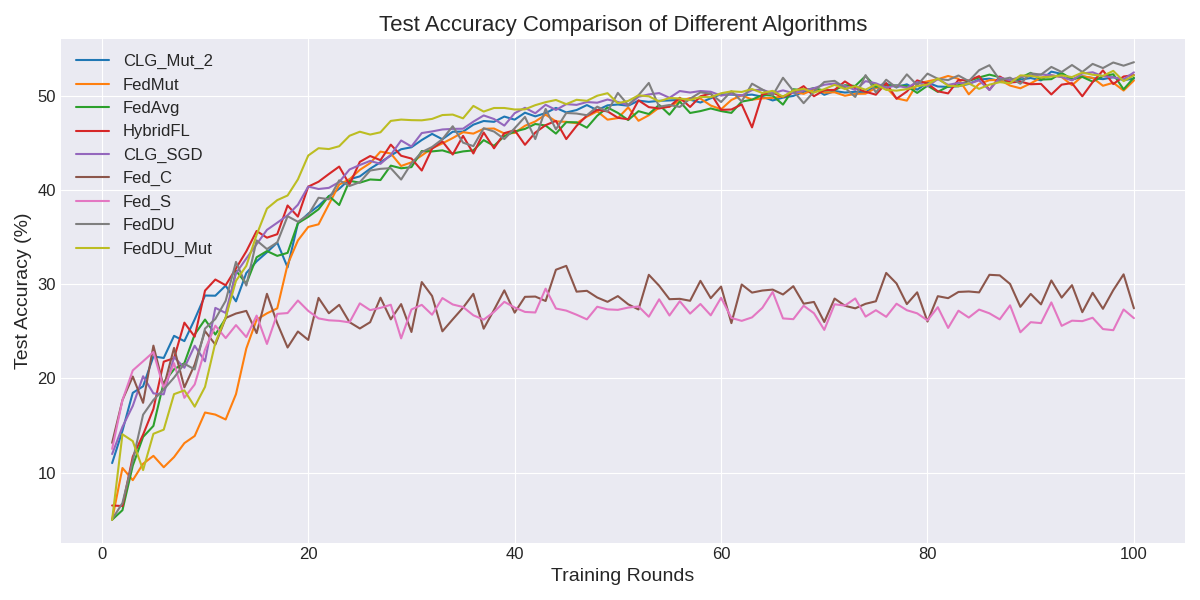 Test Accuracy Comparison of Different Algorithms
CLG_Mut_2
FedMut
FedAvg
HybridFL
CLG_SGD
Fed_C
Fed_S
FedDU
FedDU_Mut
Test Accuracy (%)
50
40
30
20
10
0 20 40 60 80 100
Training Rounds